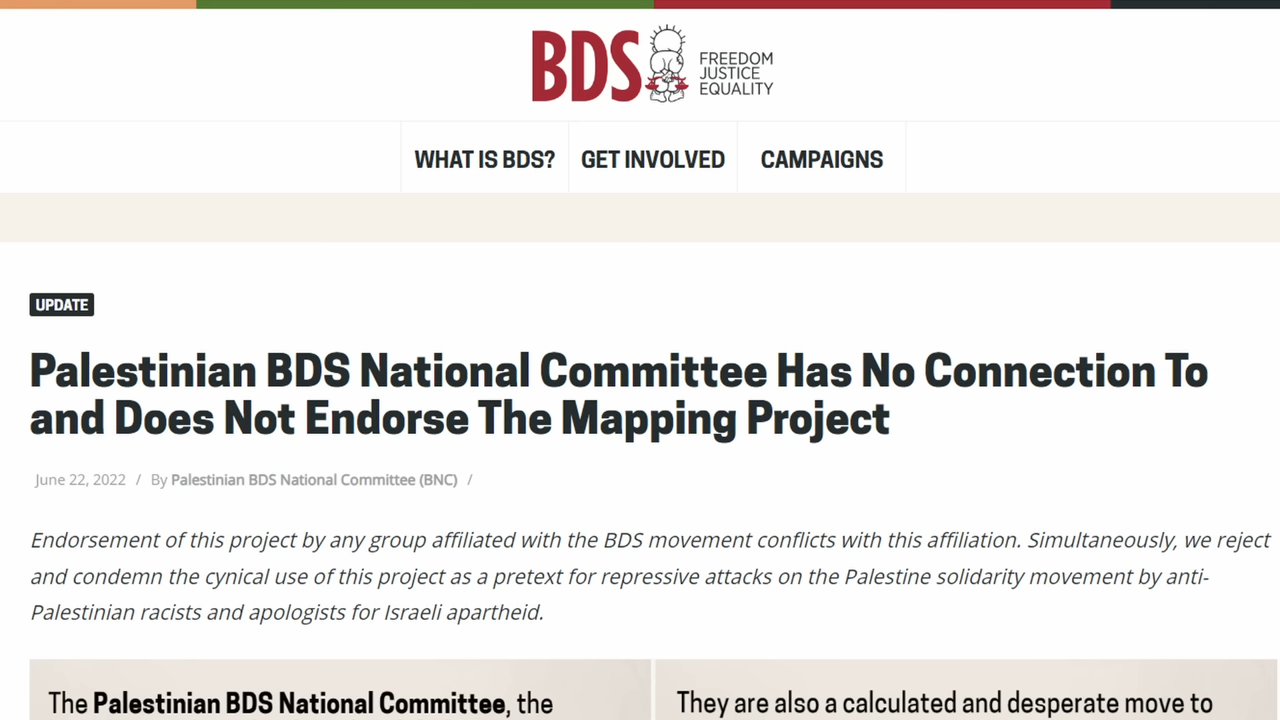 BDS
FREEDOM
JUSTICE
EQUALITY
WHAT IS BDS?
GET INVOLVED
CAMPAIGNS
UPDATE
Palestinian BDS National Committee Has No Connection To
and Does Not Endorse The Mapping Project
June 22, 2022 / By Palestinian BDS National Committee (BNC) /
Endorsement of this project by any group affiliated with the BDS movement conflicts with this affiliation. Simultaneously, we reject
and condemn the cynical use of this project as a pretext for repressive attacks on the Palestine solidarity movement by anti-
Palestinian racists and apologists for Israeli apartheid.
The Palestinian BDS National Committee, the
They are also a calculated and desperate move to